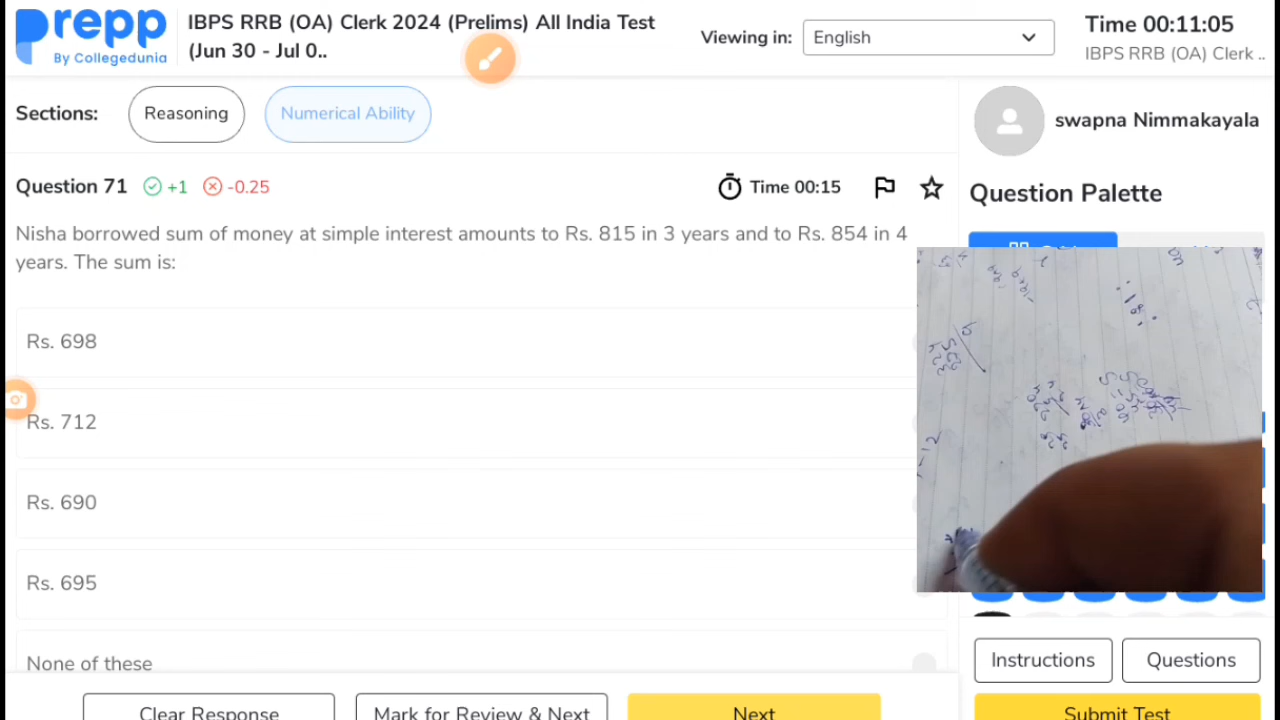 prepp
By Collegedunia
IBPS RRB (OA) Clerk 2024 (Prelims) All India Test
(Jun 30 - Jul 0..
Viewing in:
English
Time 00:11:05
IBPS RRB (OA) Clerk ..
Sections:
Reasoning
Numerical Ability
swapna Nimmakayala
Question 71
+1
-0.25
Time 00:15
Question Palette
Nisha borrowed sum of money at simple interest amounts to Rs. 815 in 3 years and to Rs. 854 in 4
years. The sum is:
Rs. 698
Rs. 712
Rs. 690
Rs. 695
None of these
Instructions
Questions
Clear Response
Mark for Review & Next
Next
Submit Test